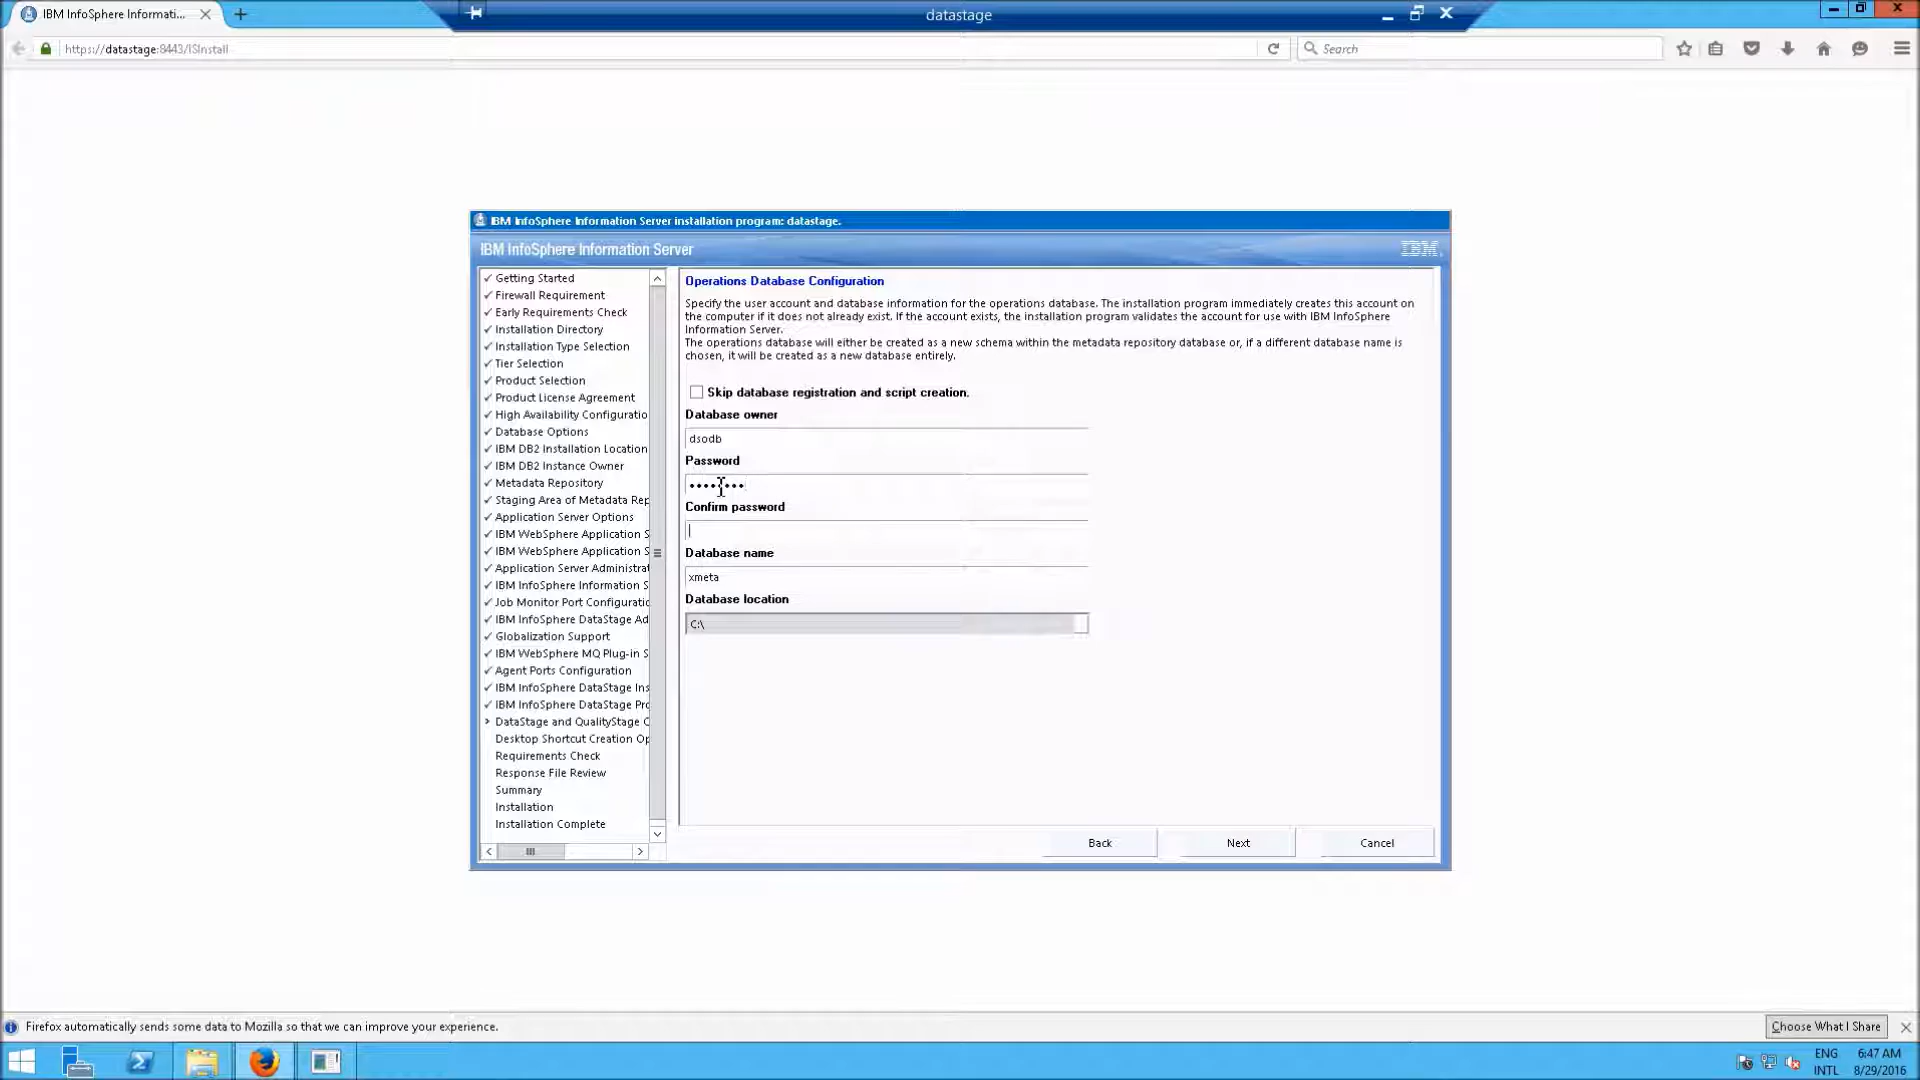 IBM InfoSphere Informati...
datastage
https://datastage:8443/ISInstall
Search
IBM InfoSphere Information Server installation program: datastage.
IBM InfoSphere Information Server
IBM
Getting Started
Firewall Requirement
Early Requirements Check
Installation Directory
Installation Type Selection
Tier Selection
Product Selection
Product License Agreement
High Availability Configuratio
Database Options
IBM DB2 Installation Location
IBM DB2 Instance Owner
Metadata Repository
Staging Area of Metadata Rep
Application Server Options
IBM WebSphere Application S
IBM WebSphere Application S
Application Server Administrat
IBM InfoSphere Information S
Job Monitor Port Configuratic
IBM InfoSphere DataStage Ad
Globalization Support
IBM WebSphere MQ Plug-in S
Agent Ports Configuration
IBM InfoSphere DataStage Ins
IBM InfoSphere DataStage Pro
DataStage and QualityStage C
Desktop Shortcut Creation Op
Requirements Check
Response File Review
Summary
Installation
Installation Complete
Operations Database Configuration
Specify the user account and database information for the operations database. The installation program immediately creates this account on
the computer if it does not already exist. If the account exists, the installation program validates the account for use with IBM InfoSphere
Information Server.
The operations database will either be created as a new schema within the metadata repository database or, if a different database name is
chosen, it will be created as a new database entirely.
Skip database registration and script creation.
Database owner
dsodb
Password
Confirm password
Database name
xmeta
Database location
C:\
Back
Next
Cancel
Firefox automatically sends some data to Mozilla so that we can improve your experience.
Choose What I Share
ENG
INTL
6:47 AM
8/29/2016